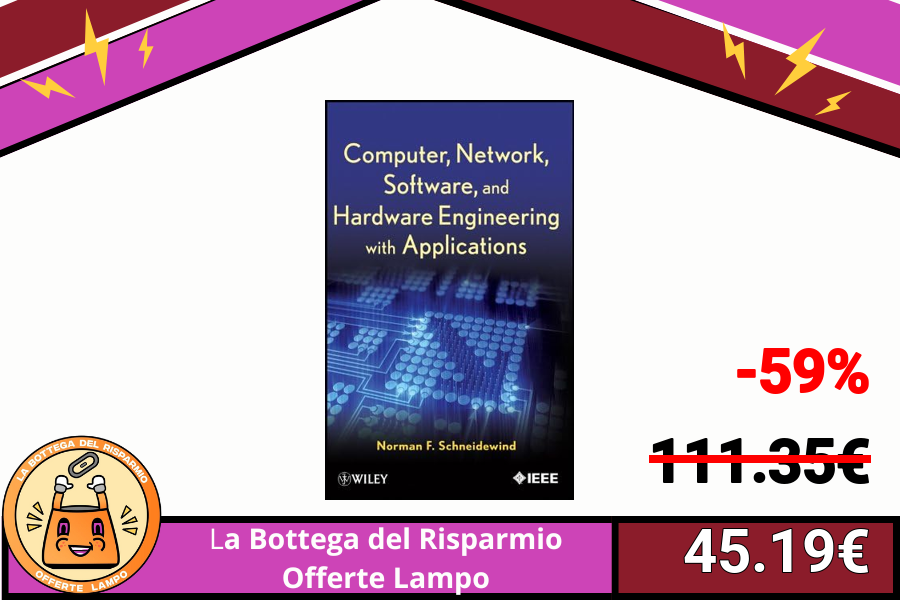 Computer, Network,
Software, and
Hardware Engineering
with Applications
Norman F. Schneidewind
WILEY
IEEE
-59%
111.35€
45.19€
La Bottega del Risparmio
Offerte Lampo
LA BOTTEGA DEL RISPARMIO
OFFERTE LAMPO